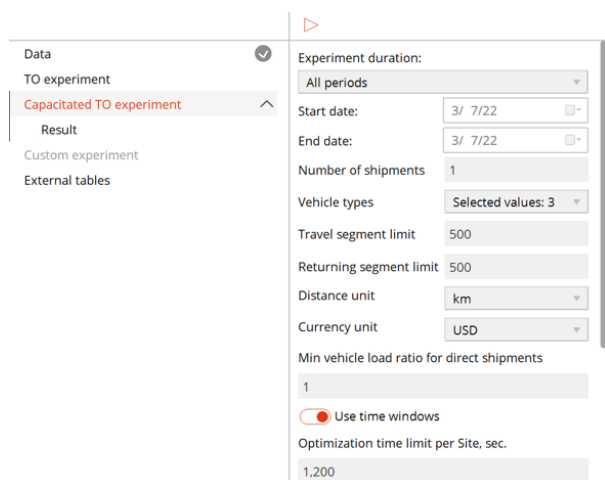 Data
TO experiment
Capacitated TO experiment
Result
Custom experiment
External tables
Experiment duration:
All periods
Start date: 3/ 7/22
End date: 3/ 7/22
Number of shipments 1
Vehicle types Selected values: 3
Travel segment limit 500
Returning segment limit 500
Distance unit km
Currency unit USD
Min vehicle load ratio for direct shipments
1
Use time windows
Optimization time limit per Site, sec.
1,200